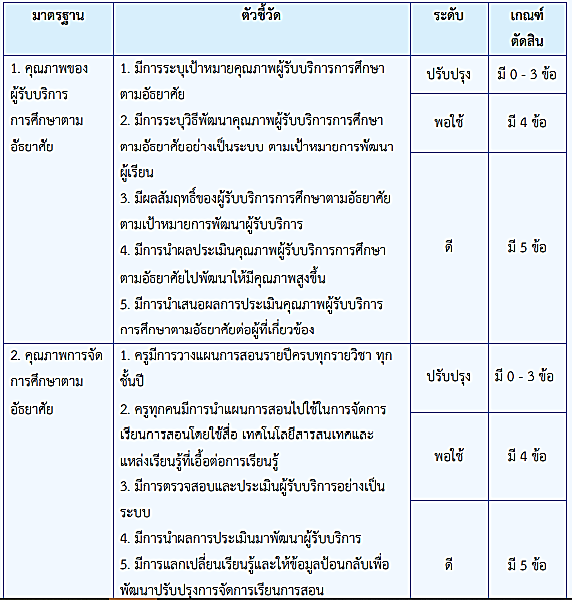 มาตรฐาน
ตัวชี้วัด
ระดับ
เกณฑ์
ตัดสิน
1. คุณภาพของ
ผู้รับบริการ
การศึกษาตาม
อัธยาศัย
1. มีการระบุเป้าหมายคุณภาพผู้รับบริการการศึกษา
ตามอัธยาศัย
2. มีการระบุวิธีพัฒนาคุณภาพผู้รับบริการการศึกษา
ตามอัธยาศัยอย่างเป็นระบบ ตามเป้าหมายการพัฒนา
ผู้เรียน
3. มีผลสัมฤทธิ์ของผู้รับบริการการศึกษาตามอัธยาศัย
ตามเป้าหมายการพัฒนาผู้รับบริการ
4. มีการนำผลประเมินคุณภาพผู้รับบริการการศึกษา
ตามอัธยาศัยไปพัฒนาให้มีคุณภาพสูงขึ้น
5. มีการนำเสนอผลการประเมินคุณภาพผู้รับบริการ
การศึกษาตามอัธยาศัยต่อผู้ที่เกี่ยวข้อง
ปรับปรุง
มี 0 - 3 ข้อ
พอใช้
มี 4 ข้อ
ดี
มี 5 ข้อ
2. คุณภาพการจัด
การศึกษาตาม
อัธยาศัย
1. ครูมีการวางแผนการสอนรายปีครบทุกรายวิชา ทุก
ชั้นปี
2. ครูทุกคนมีการนำแผนการสอนไปใช้ในการจัดการ
เรียนการสอนโดยใช้สื่อ เทคโนโลยีสารสนเทศและ
แหล่งเรียนรู้ที่เอื้อต่อการเรียนรู้
3. มีการตรวจสอบและประเมินผู้รับบริการอย่างเป็น
ระบบ
4. มีการนำผลการประเมินมาพัฒนาผู้รับบริการ
5. มีการแลกเปลี่ยนเรียนรู้และให้ข้อมูลป้อนกลับเพื่อ
พัฒนาปรับปรุงการจัดการเรียนการสอน
ปรับปรุง
มี 0 - 3 ข้อ
พอใช้
มี 4 ข้อ
ดี
มี 5 ข้อ